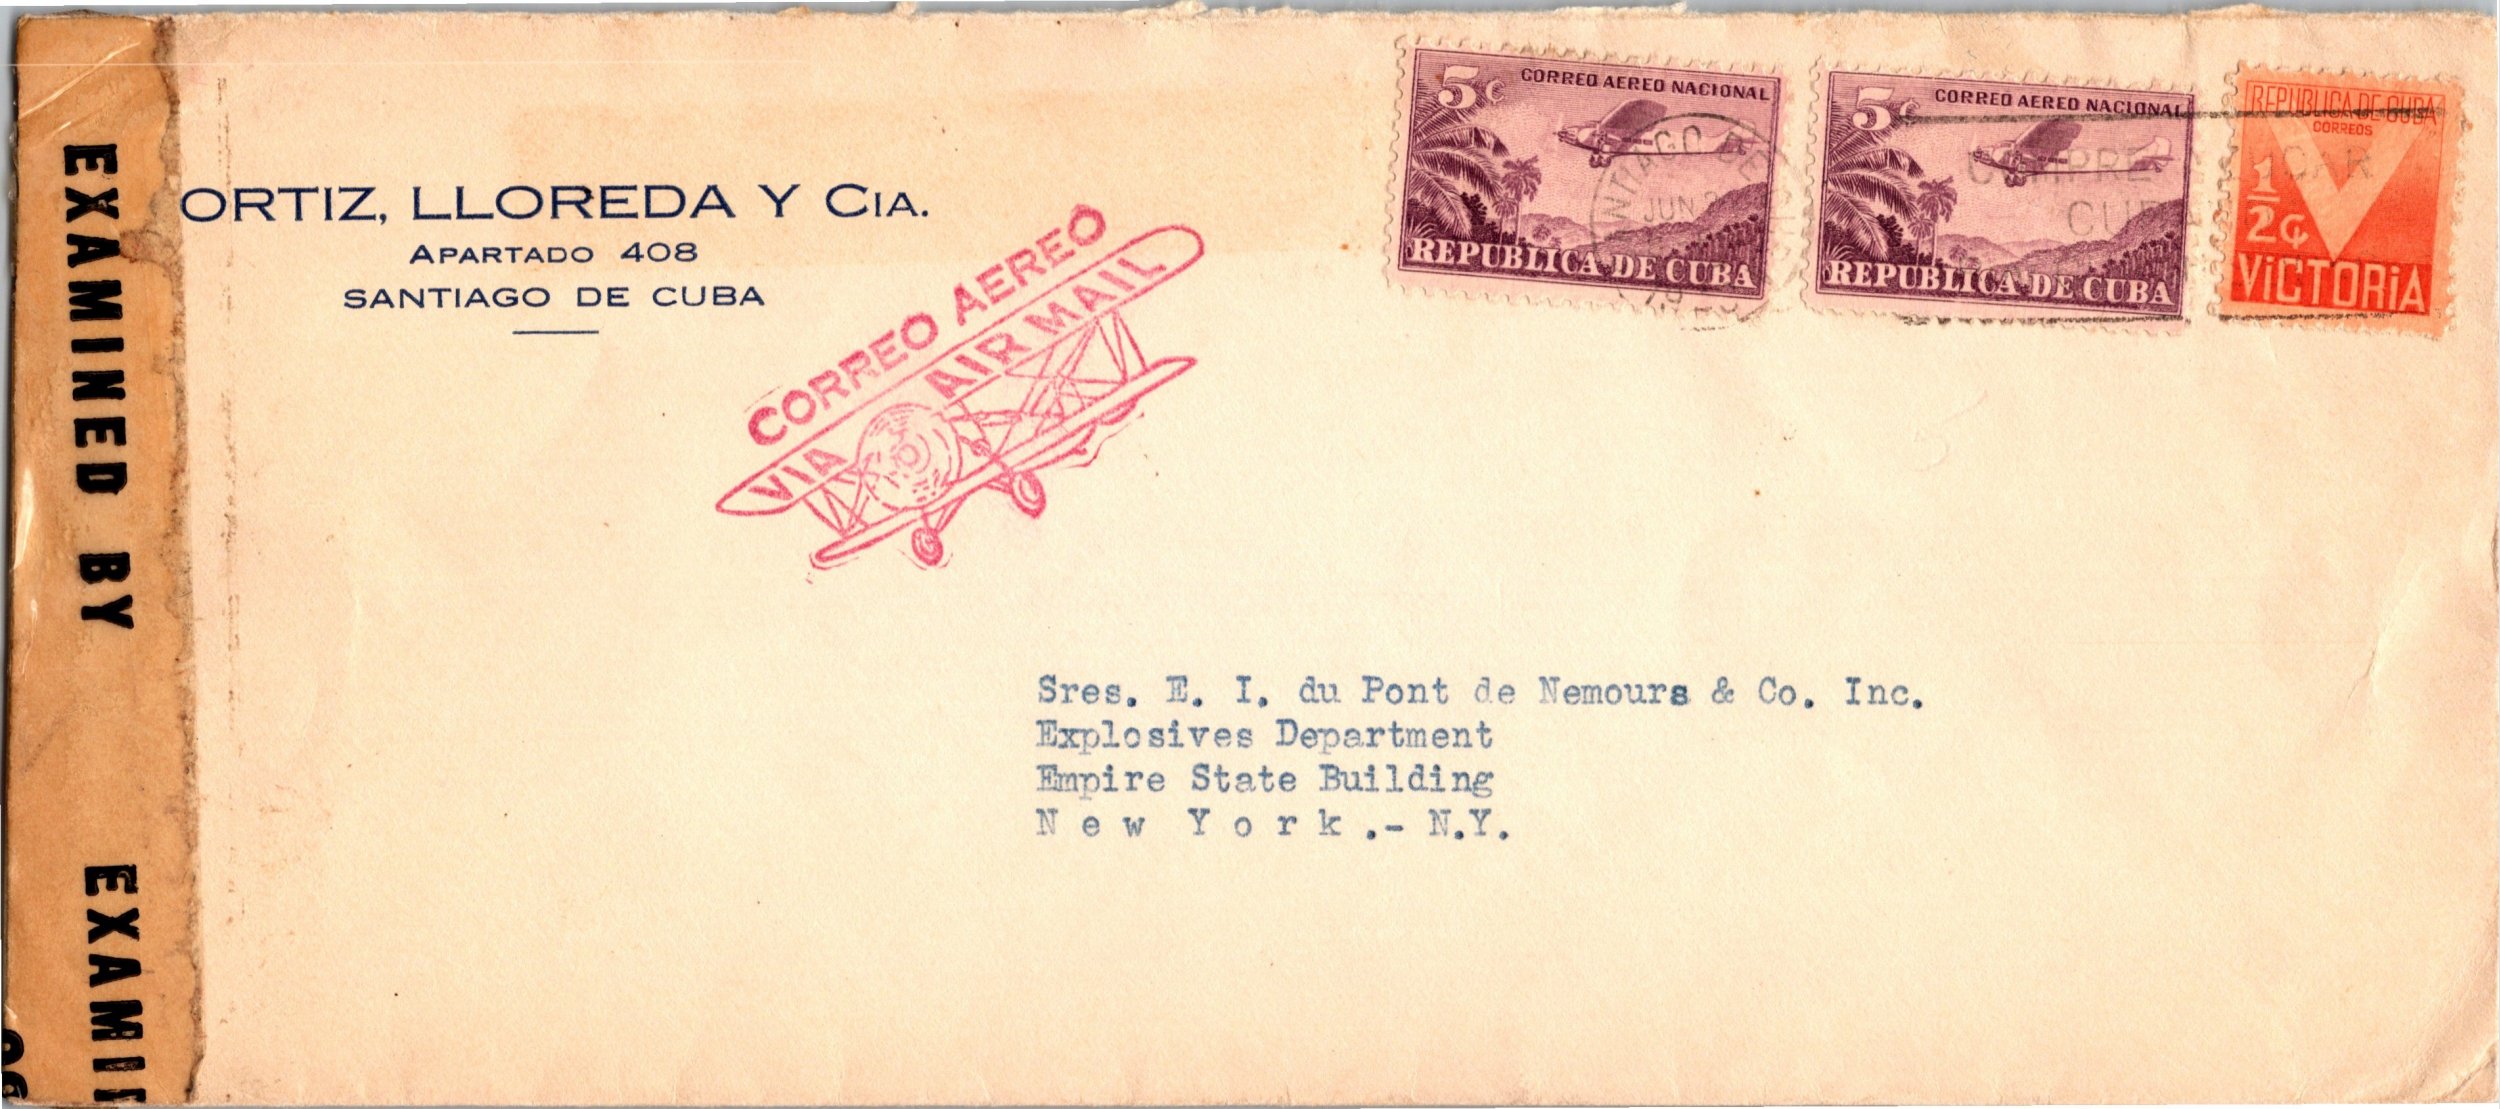 EXAMINED BY
EXAMIN
ORTIZ, LLOREDA Y CIA.
APARTADO 408
SANTIAGO DE CUBA
CORREO AEREO
VIA AIR MAIL
5¢ CORREO AEREO NACIONAL
REPUBLICA DE CUBA
5¢ CORREO AEREO NACIONAL
REPUBLICA DE CUBA
REPUBLICA DE CUBA
CORREOS
1/2 ¢
VICTORIA
JUN
Sres. E. I. du Pont de Nemours & Co. Inc.
Explosives Department
Empire State Building
N e w Y o r k .- N.Y.